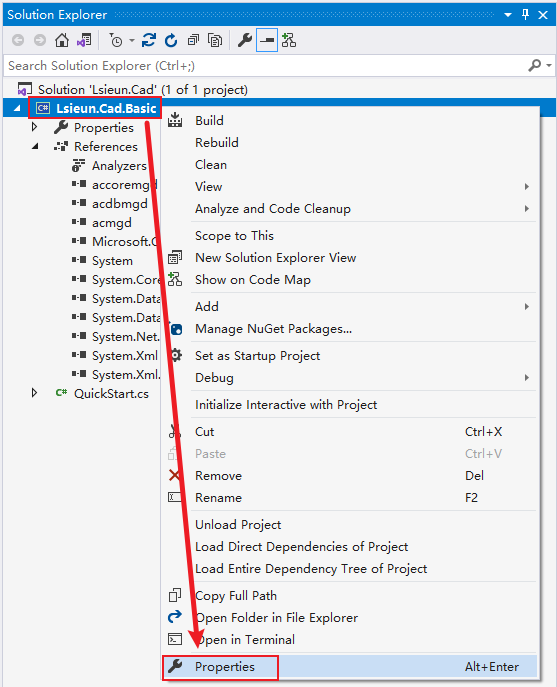 Solution Explorer
Search Solution Explorer (Ctrl+;)
Solution 'Lsieun.Cad' (1 of 1 project)
C# Lsieun.Cad.Basic
Properties
References
Analyzers
accoremgd
acdbmgd
acmgd
Microsoft.C
System
System.Core
System.Data
System.Data
System.Net.
System.Xml
System.Xml.
C# QuickStart.cs
Build
Rebuild
Clean
View
Analyze and Code Cleanup
Scope to This
New Solution Explorer View
Show on Code Map
Add
Manage NuGet Packages...
Set as Startup Project
Debug
Initialize Interactive with Project
Cut Ctrl+X
Paste Ctrl+V
Remove Del
Rename F2
Unload Project
Load Direct Dependencies of Project
Load Entire Dependency Tree of Project
Copy Full Path
Open Folder in File Explorer
Open in Terminal
Properties Alt+Enter